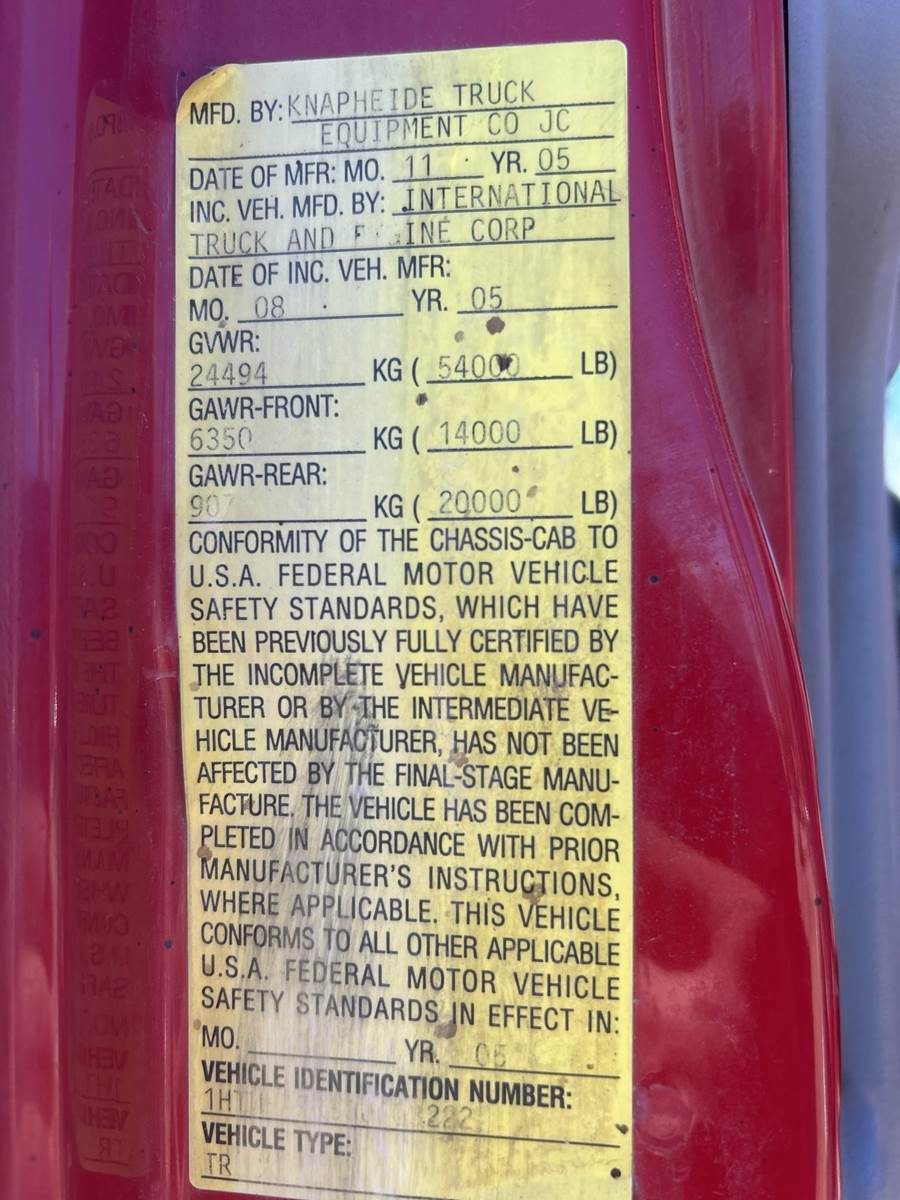 MFD. BY: KNAPHEIDE TRUCK
EQUIPMENT CO JC
DATE OF MFR: MO. 11 YR. 05
INC. VEH. MFD. BY: INTERNATIONAL
TRUCK AND CORP
DATE OF INC. VEH. MFR:
MO. 08 YR. 05
GVWR:
24494 KG ( 54000 LB)
GAWR-FRONT:
6350 KG ( 14000 LB)
GAWR-REAR:
KG ( 20000 LB)
CONFORMITY OF THE CHASSIS-CAB TO
U.S.A. FEDERAL MOTOR VEHICLE
SAFETY STANDARDS, WHICH HAVE
BEEN PREVIOUSLY FULLY CERTIFIED BY
THE INCOMPLETE VEHICLE MANUFAC-
TURER OR BY THE INTERMEDIATE VE-
HICLE MANUFACTURER, HAS NOT BEEN
AFFECTED BY THE FINAL-STAGE MANU-
FACTURE. THE VEHICLE HAS BEEN COM-
PLETED IN ACCORDANCE WITH PRIOR
MANUFACTURER'S INSTRUCTIONS,
WHERE APPLICABLE. THIS VEHICLE
CONFORMS TO ALL OTHER APPLICABLE
U.S.A. FEDERAL MOTOR VEHICLE
SAFETY STANDARDS IN EFFECT IN:
MO. YR.
VEHICLE IDENTIFICATION NUMBER:
VEHICLE TYPE:
TR